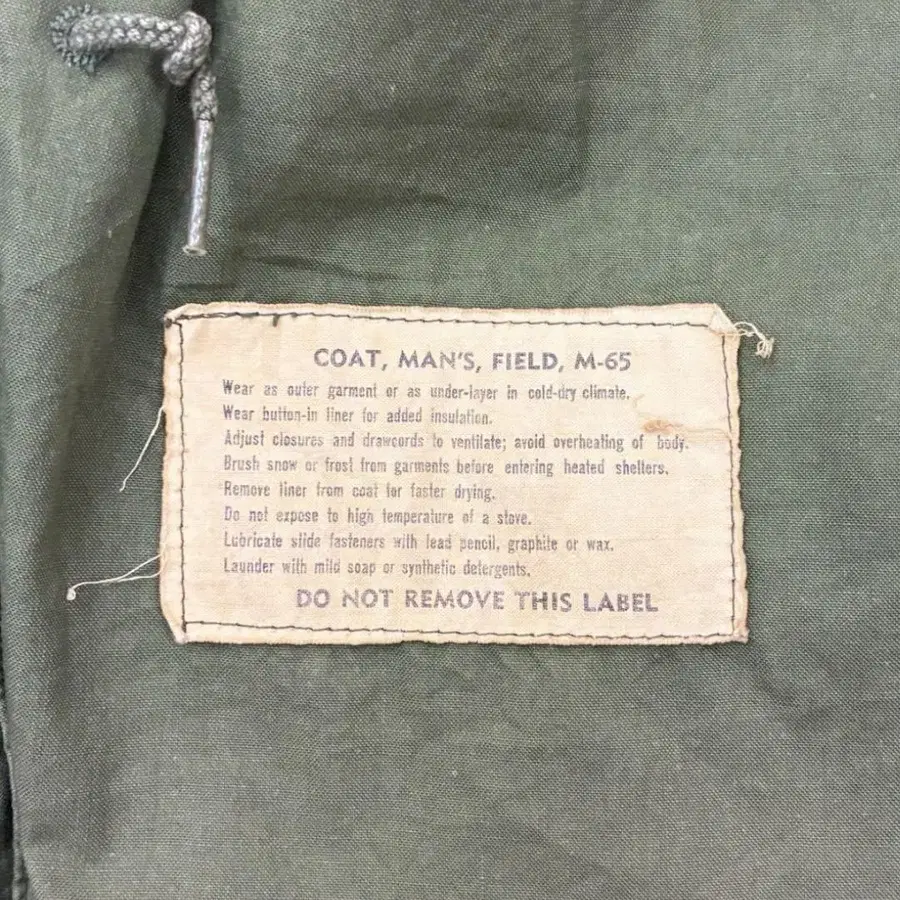 COAT, MAN'S, FIELD, M-65
Wear as outer garment or as under-layer in cold-dry climate.
Wear button-in liner for added insulation.
Adjust closures and drawcords to ventilate; avoid overheating of body.
Brush snow or frost from garments before entering heated shelters.
Remove liner from coat for faster drying.
Do not expose to high temperature of a stove.
Lubricate slide fasteners with lead pencil, graphite or wax.
Launder with mild soap or synthetic detergents.
DO NOT REMOVE THIS LABEL